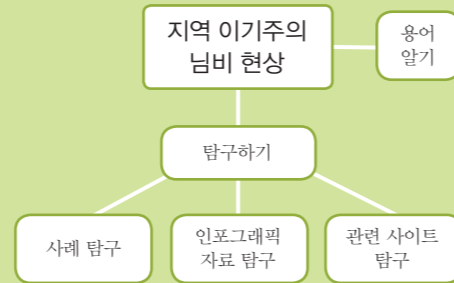 지역 이기주의
님비 현상
용어
알기
탐구하기
사례 탐구
인포그래픽
자료 탐구
관련 사이트
탐구